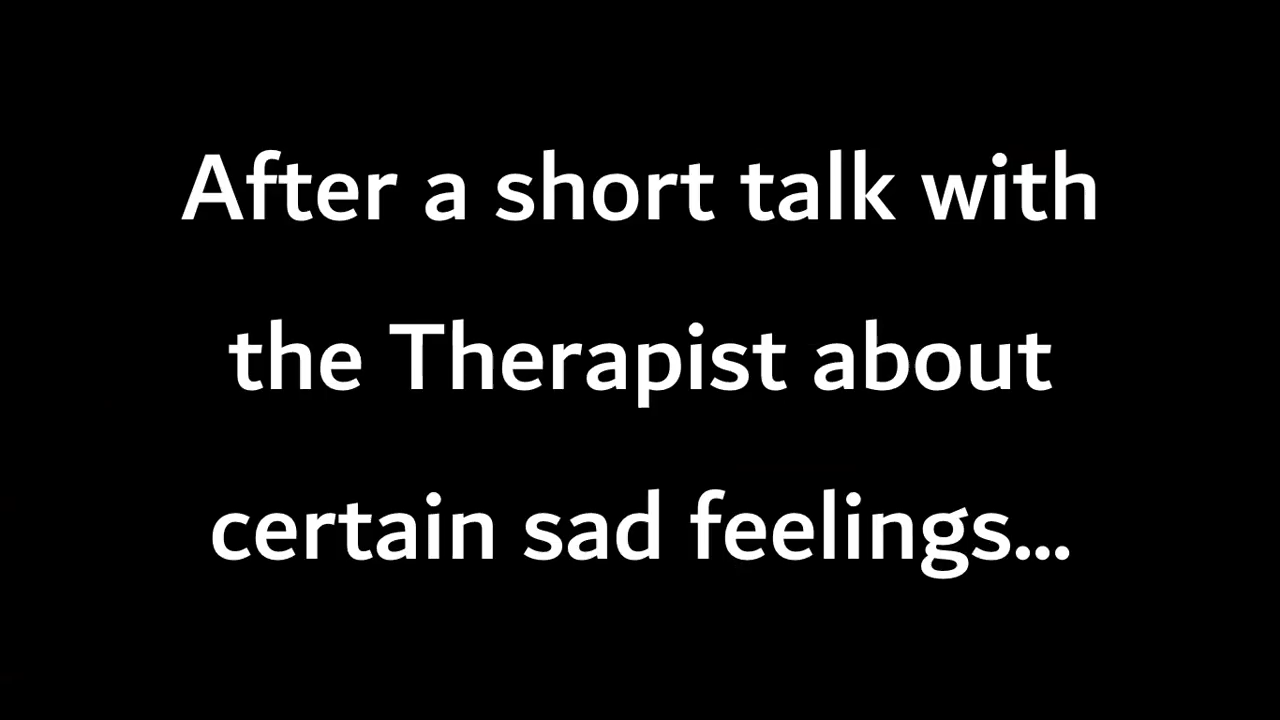 After a short talk with
the Therapist about
certain sad feelings...